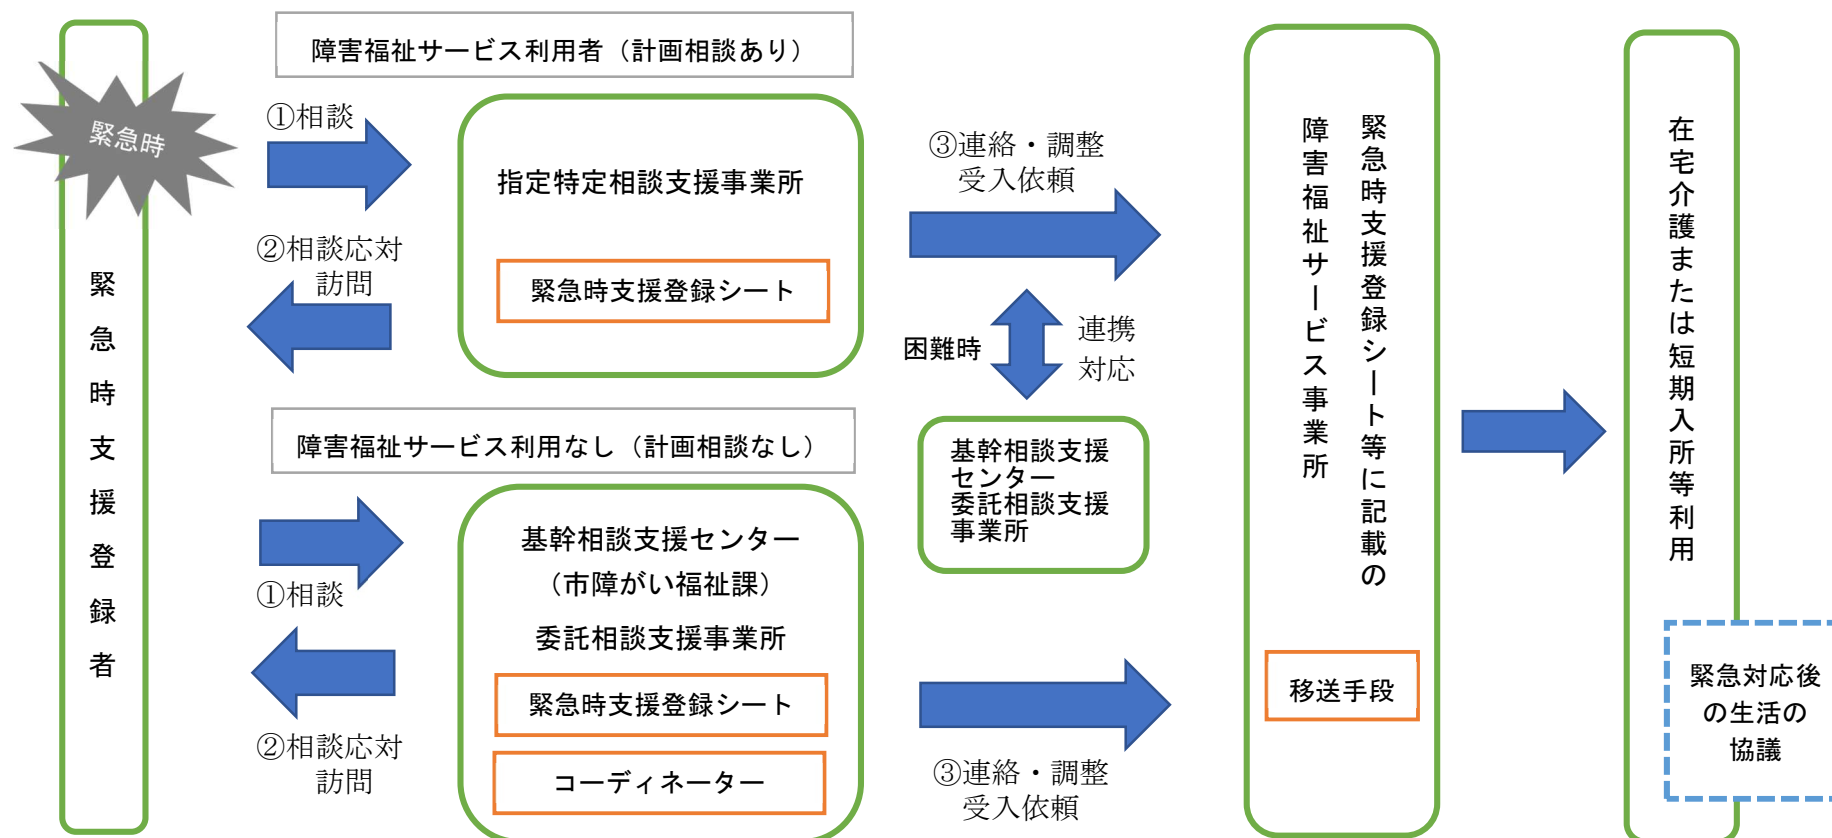 緊急時
緊急時支援登録者
障害福祉サービス利用者（計画相談あり）
①相談
②相談応対
訪問
指定特定相談支援事業所
緊急時支援登録シート
③連絡・調整
受入依頼
困難時
連携
対応
基幹相談支援
センター
委託相談支援
事業所
障害福祉サービス利用なし（計画相談なし）
①相談
②相談応対
訪問
基幹相談支援センター
（市障がい福祉課）
委託相談支援事業所
緊急時支援登録シート
コーディネーター
③連絡・調整
受入依頼
緊急時支援登録シート等に記載の
障害福祉サービス事業所
移送手段
在宅介護または短期入所等利用
緊急対応後
の生活の
協議